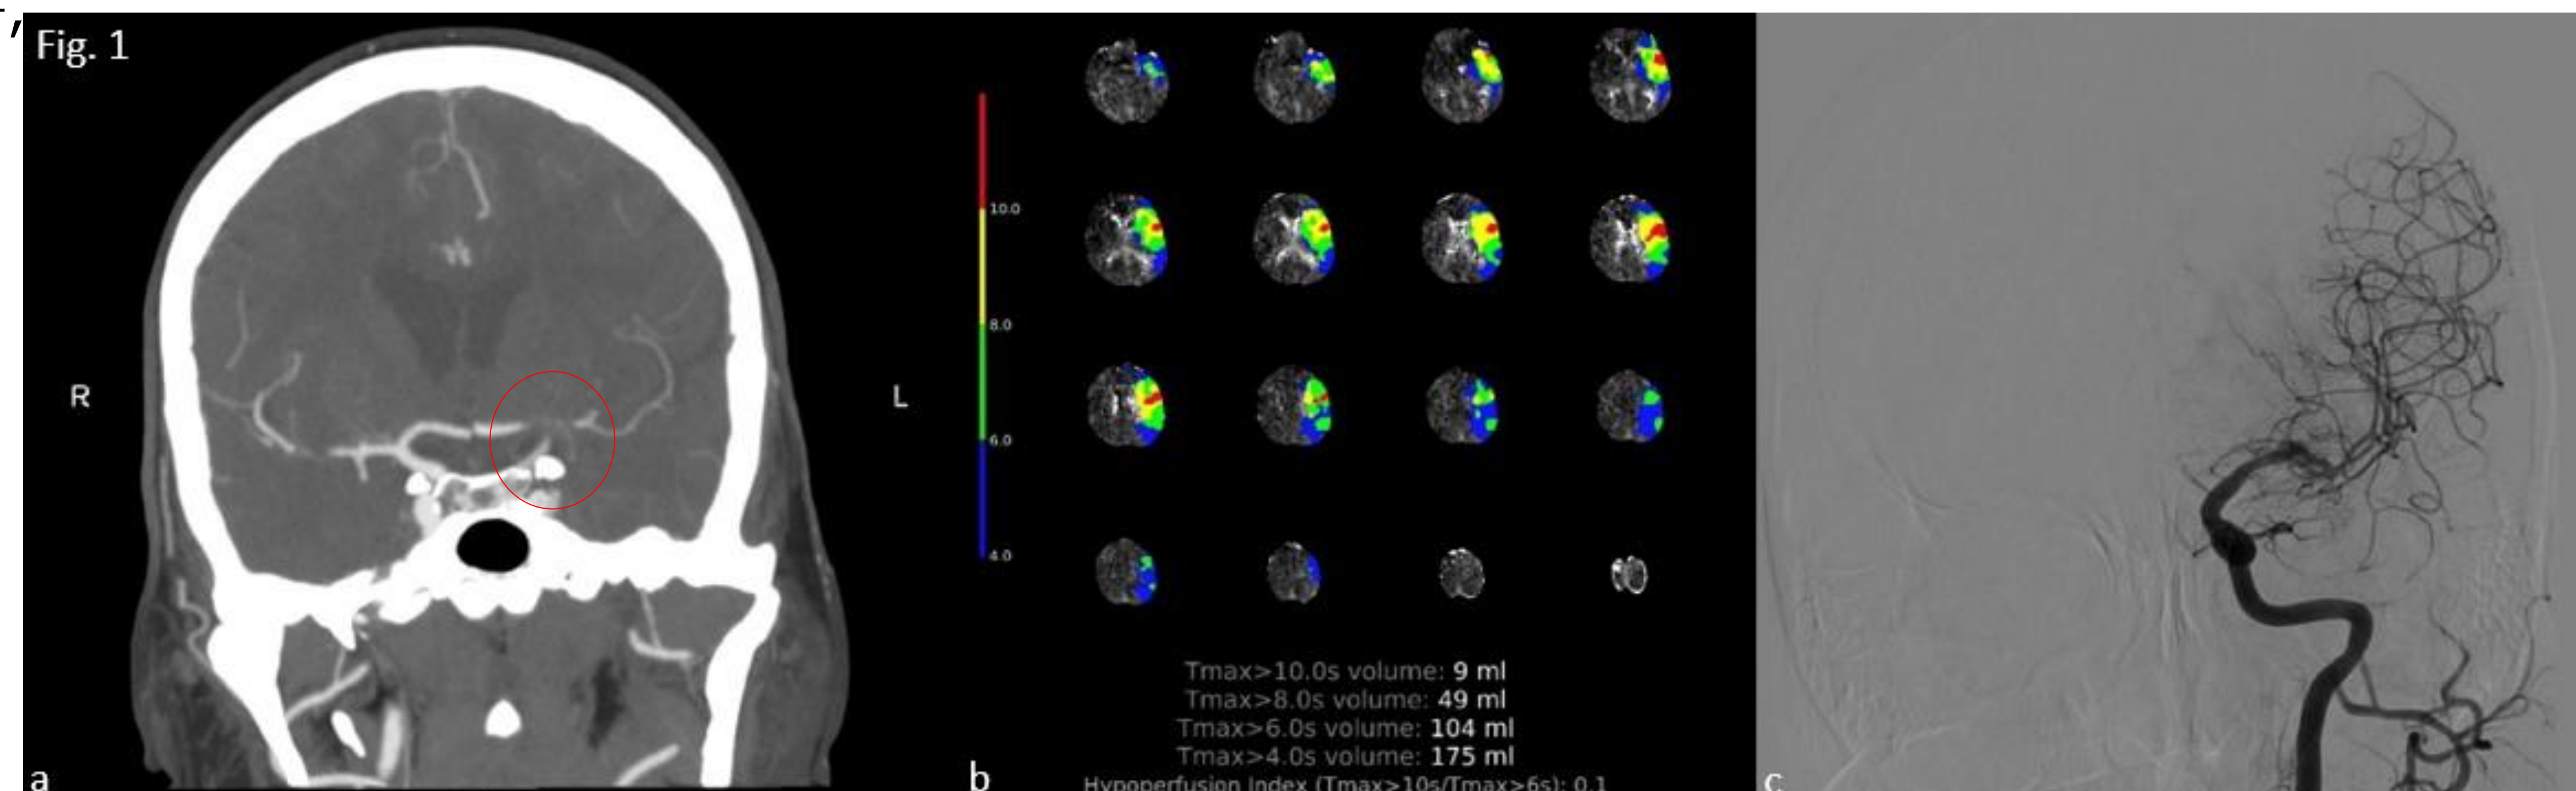 Fig. 1
R
L
a
10.0
8.0
6.0
4.0
Tmax>10.0s volume: 9 ml
Tmax>8.0s volume: 49 ml
Tmax>6.0s volume: 104 ml
Tmax>4.0s volume: 175 ml
Hypoperfusion Index (Tmax>10s/Tmax>6s): 0.1
b
c